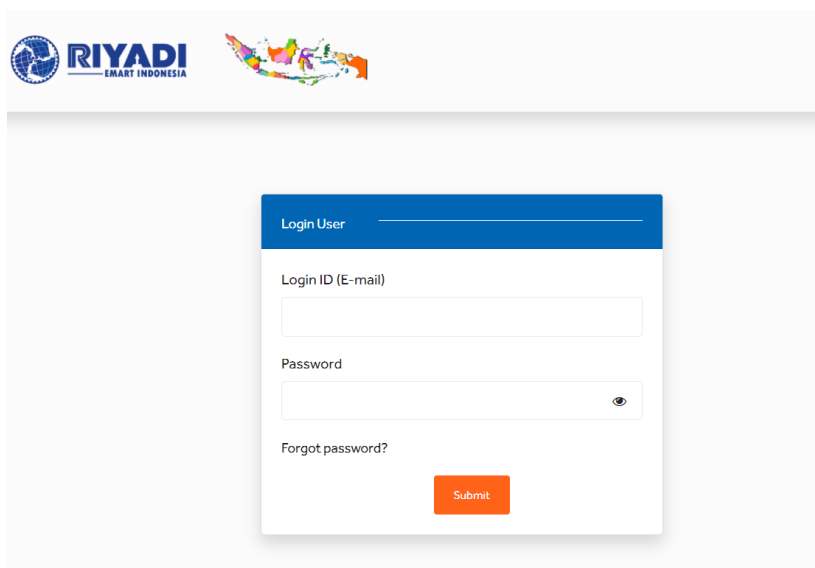 RIYADI
EMART INDONESIA
Login User
Login ID (E-mail)
Password
Forgot password?
Submit